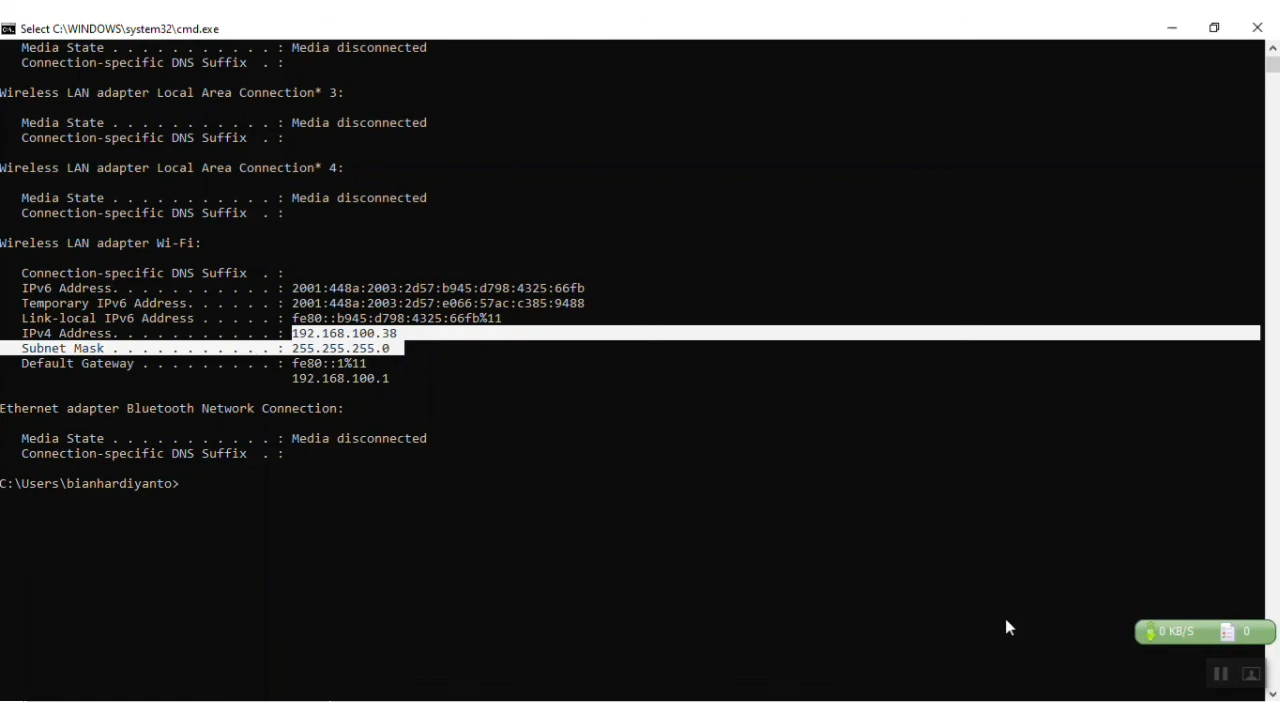 Select C:\WINDOWS\system32\cmd.exe
Media State . . . . . . . . . . . : Media disconnected
Connection-specific DNS Suffix  . :
Wireless LAN adapter Local Area Connection* 3:
Media State . . . . . . . . . . . : Media disconnected
Connection-specific DNS Suffix  . :
Wireless LAN adapter Local Area Connection* 4:
Media State . . . . . . . . . . . : Media disconnected
Connection-specific DNS Suffix  . :
Wireless LAN adapter Wi-Fi:
Connection-specific DNS Suffix  . :
IPv6 Address. . . . . . . . . . . : 2001:448a:2003:2d57:b945:d798:4325:66fb
Temporary IPv6 Address. . . . . . : 2001:448a:2003:2d57:e066:57ac:c385:9488
Link-local IPv6 Address . . . . . : fe80::b945:d798:4325:66fb%11
IPv4 Address. . . . . . . . . . . : 192.168.100.38
Subnet Mask . . . . . . . . . . . : 255.255.255.0
Default Gateway . . . . . . . . . : fe80::1%11
192.168.100.1
Ethernet adapter Bluetooth Network Connection:
Media State . . . . . . . . . . . : Media disconnected
Connection-specific DNS Suffix  . :
C:\Users\bianhardiyanto>
0 KB/S 0